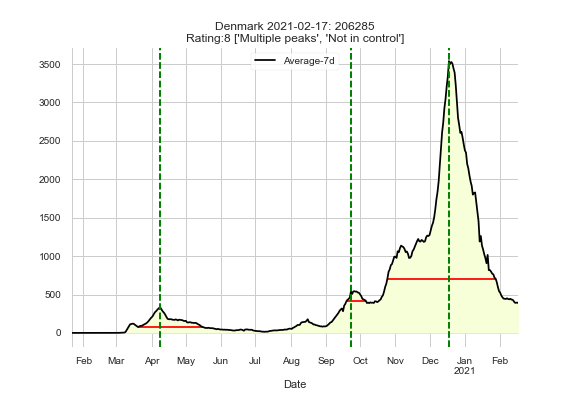 Denmark 2021-02-17: 206285
Rating:8 ['Multiple peaks', 'Not in control']
Average-7d
3500
3000
2500
2000
1500
1000
500
0
Feb Mar Apr May Jun Jul Aug Sep Oct Nov Dec Jan Feb
2021
Date